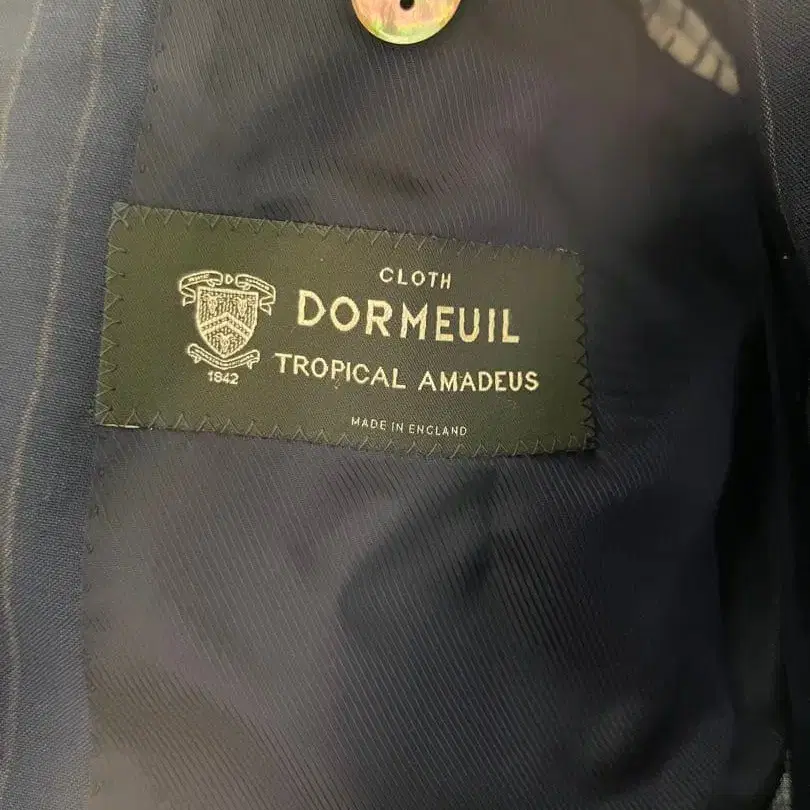 CLOTH
DORMEUIL
TROPICAL AMADEUS
1842
MADE IN ENGLAND